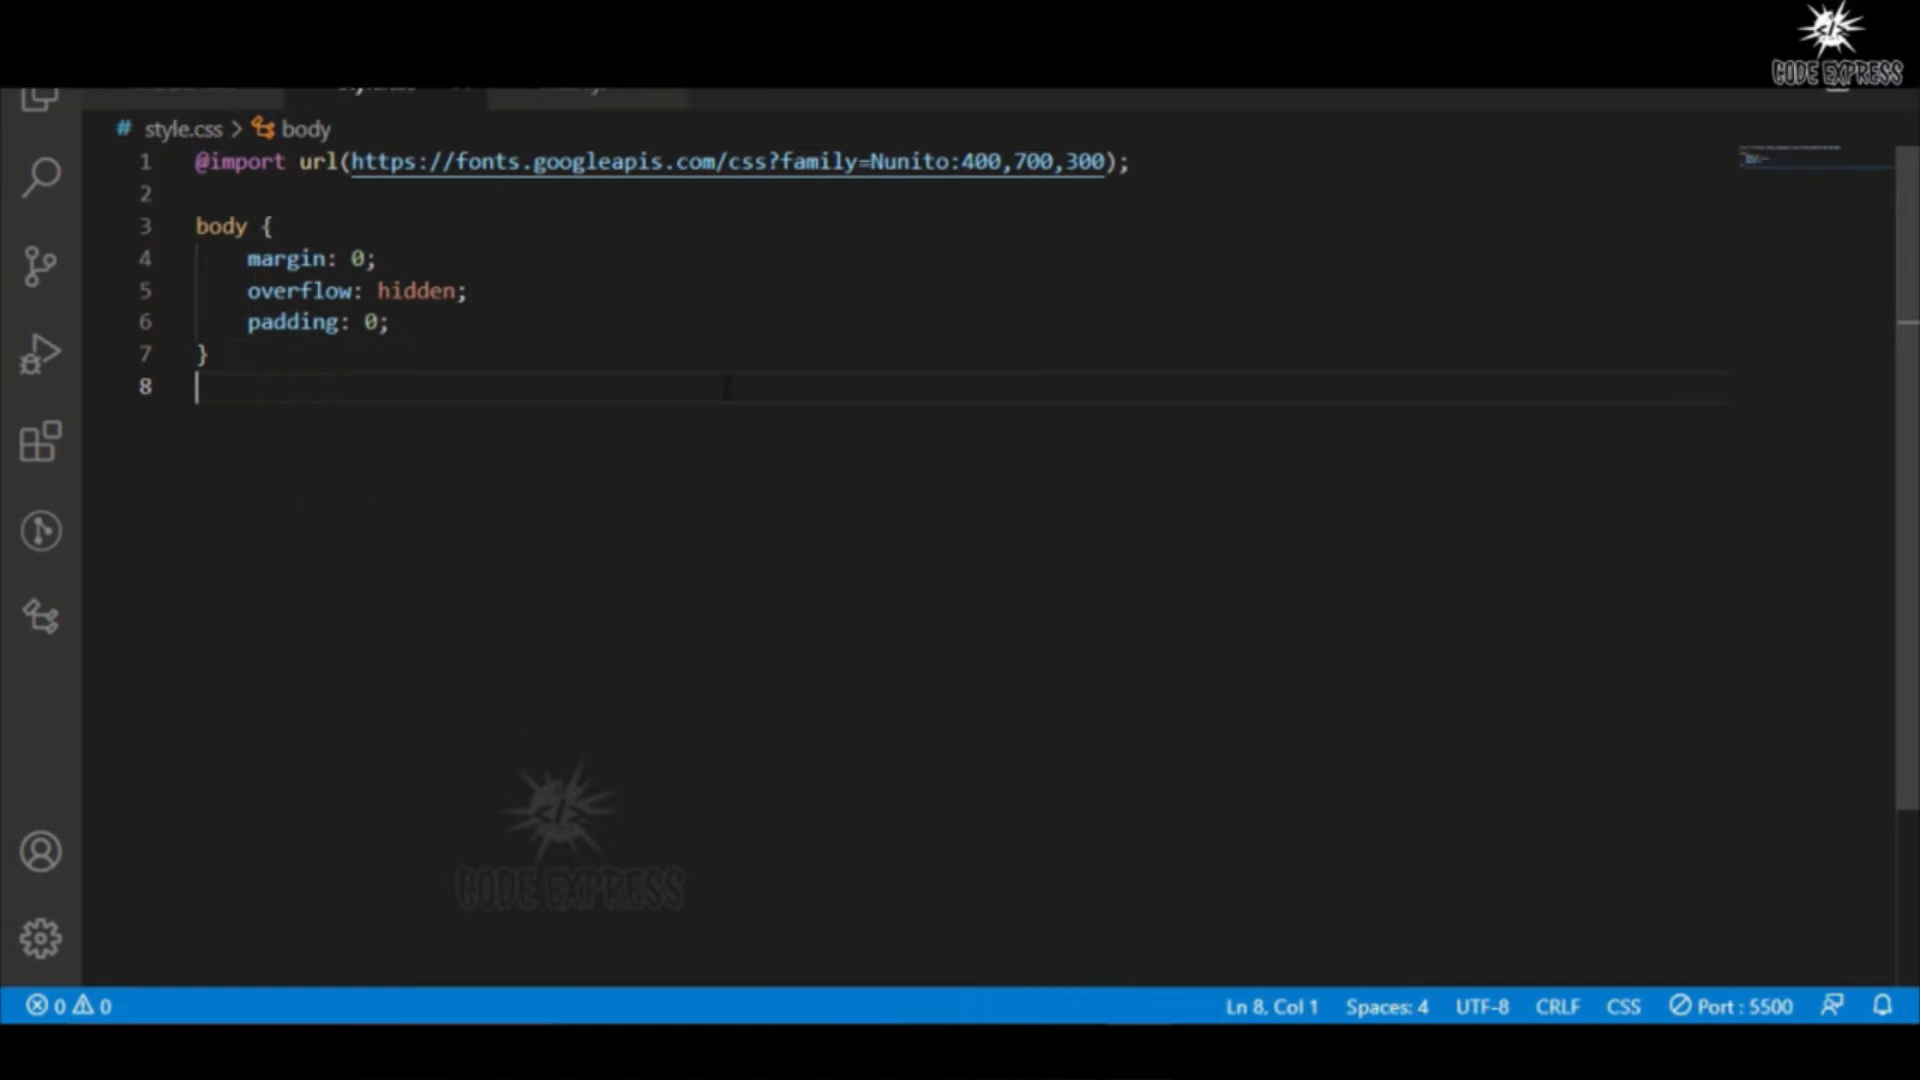 CODE EXPRESS
# style.css > body
1 @import url(https://fonts.googleapis.com/css?family=Nunito:400,700,300);
2
3 body {
4 margin: 0;
5 overflow: hidden;
6 padding: 0;
7 }
8
CODE EXPRESS
0 0 Ln 8, Col 1 Spaces: 4 UTF-8 CRLF CSS Port : 5500